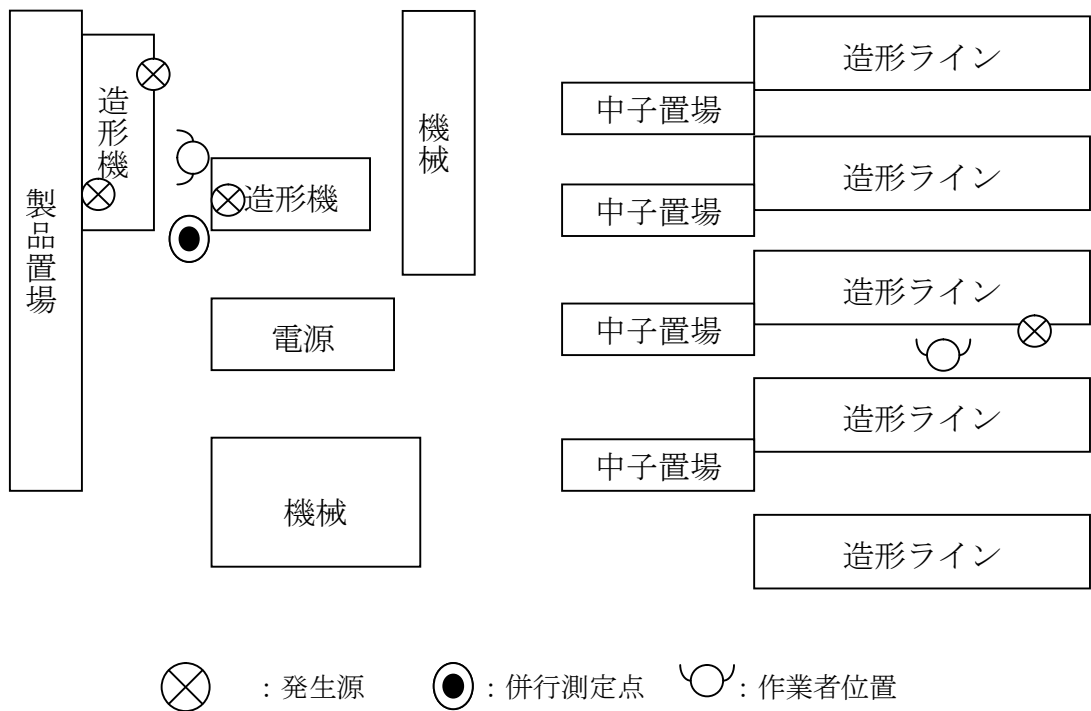 製品置場
造形機
造形機
機械
電源
機械
中子置場
中子置場
中子置場
中子置場
造形ライン
造形ライン
造形ライン
造形ライン
造形ライン
：発生源
：併行測定点
：作業者位置